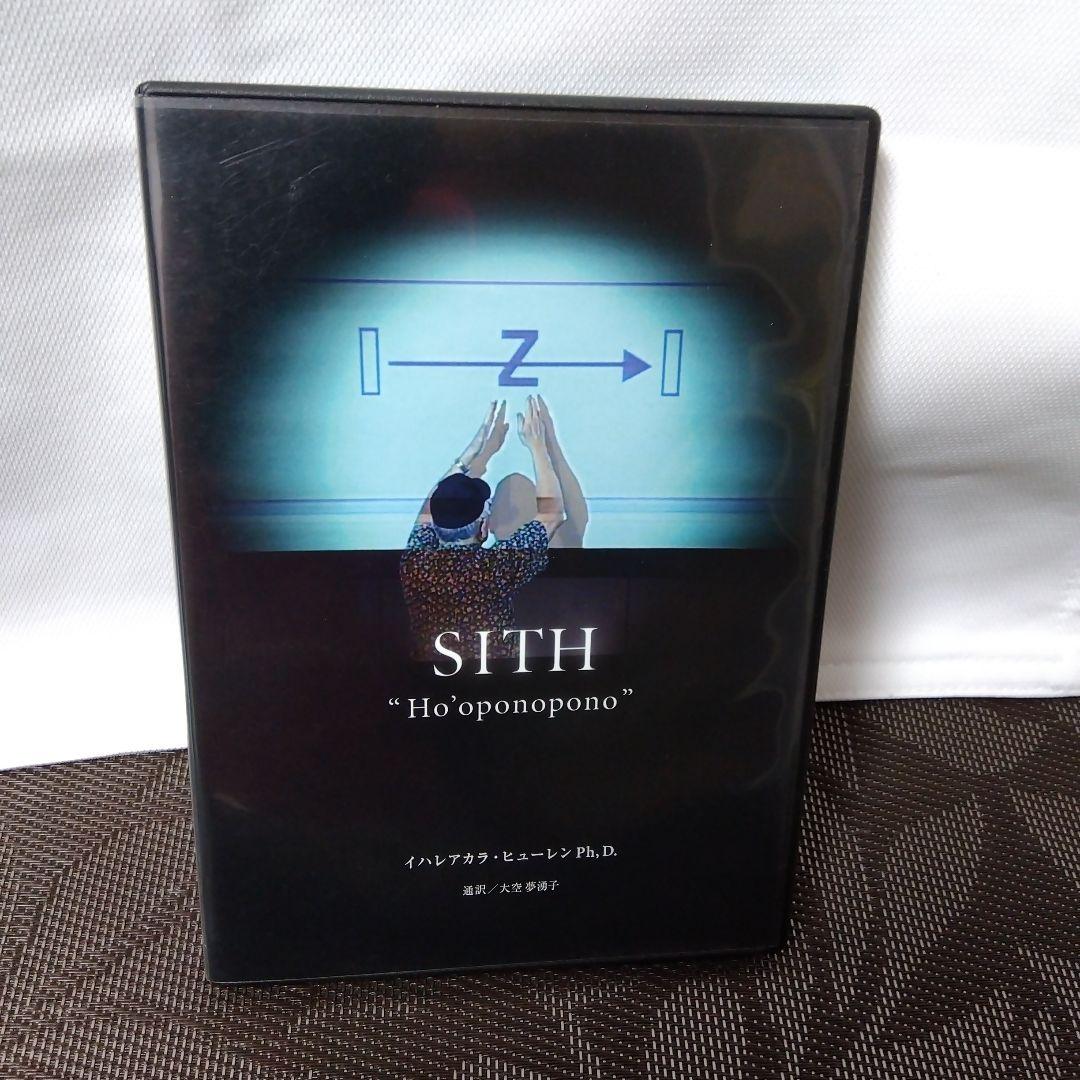 Z
SITH
“Ho’oponopono”
イハレアカラ・ヒューレン Ph, D.
通訳／大空 夢湧子